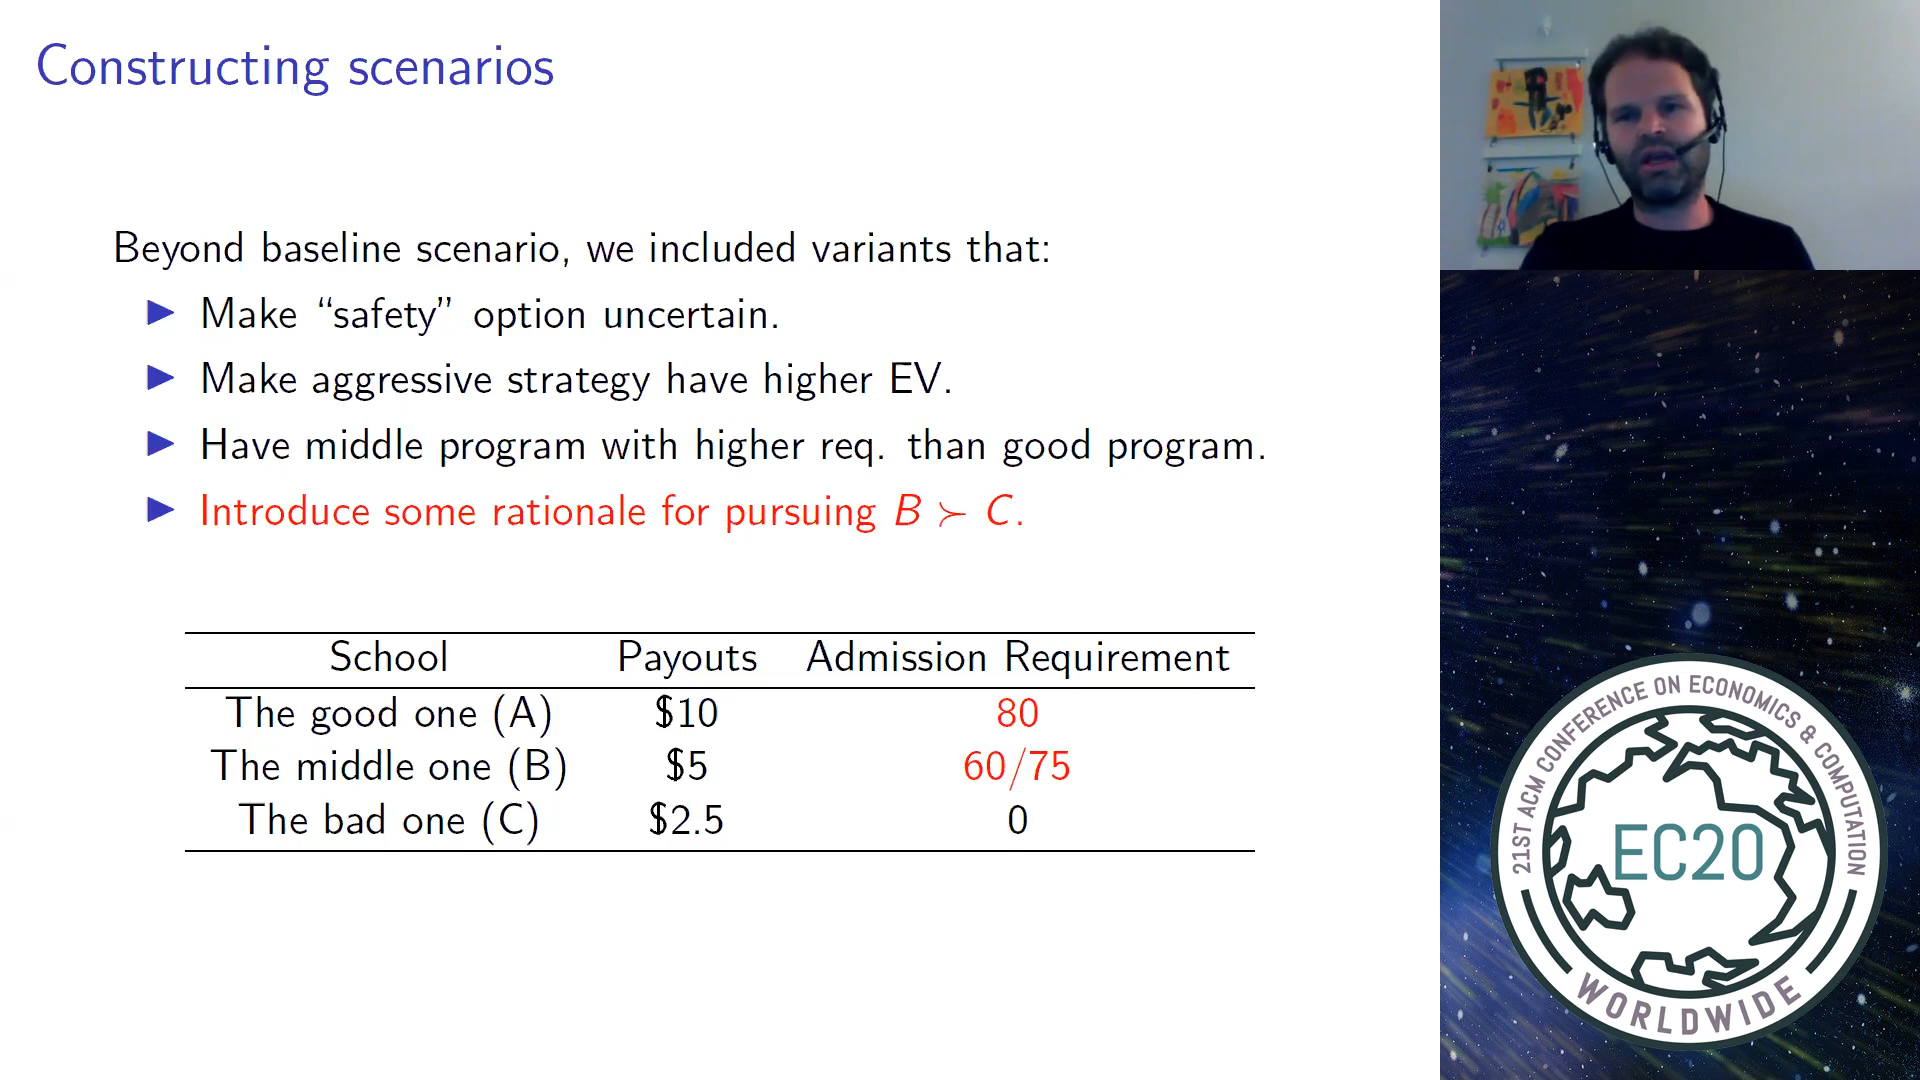 Constructing scenarios
Beyond baseline scenario, we included variants that:
▶ Make “safety” option uncertain.
▶ Make aggressive strategy have higher EV.
▶ Have middle program with higher req. than good program.
▶ Introduce some rationale for pursuing B ≻ C.
School Payouts Admission Requirement
The good one (A) $10 80
The middle one (B) $5 60/75
The bad one (C) $2.5 0
21ST ACM CONFERENCE ON ECONOMICS & COMPUTATION
EC20
WORLDWIDE